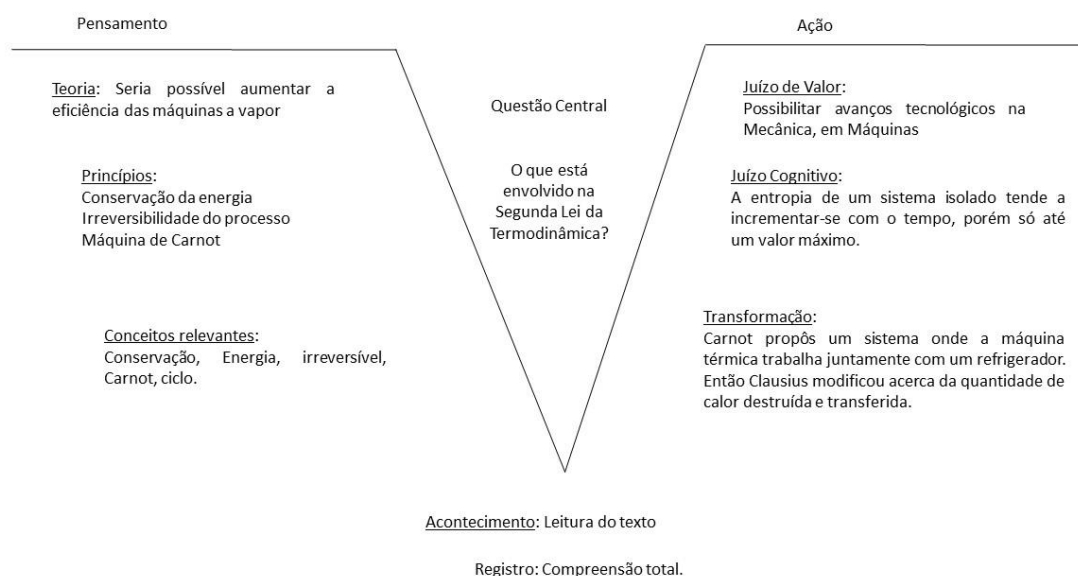 Pensamento
Teoria: Seria possível aumentar a
eficiência das máquinas a vapor
Princípios:
Conservação da energia
Irreversibilidade do processo
Máquina de Carnot
Conceitos relevantes:
Conservação, Energia, irreversível,
Carnot, ciclo.
Questão Central
O que está
envolvido na
Segunda Lei da
Termodinâmica?
Ação
Juízo de Valor:
Possibilitar avanços tecnológicos na
Mecânica, em Máquinas
Juízo Cognitivo:
A entropia de um sistema isolado tende a
incrementar-se com o tempo, porém só até
um valor máximo.
Transformação:
Carnot propôs um sistema onde a máquina
térmica trabalha juntamente com um refrigerador.
Então Clausius modificou acerca da quantidade de
calor destruída e transferida.
Acontecimento: Leitura do texto
Registro: Compreensão total.